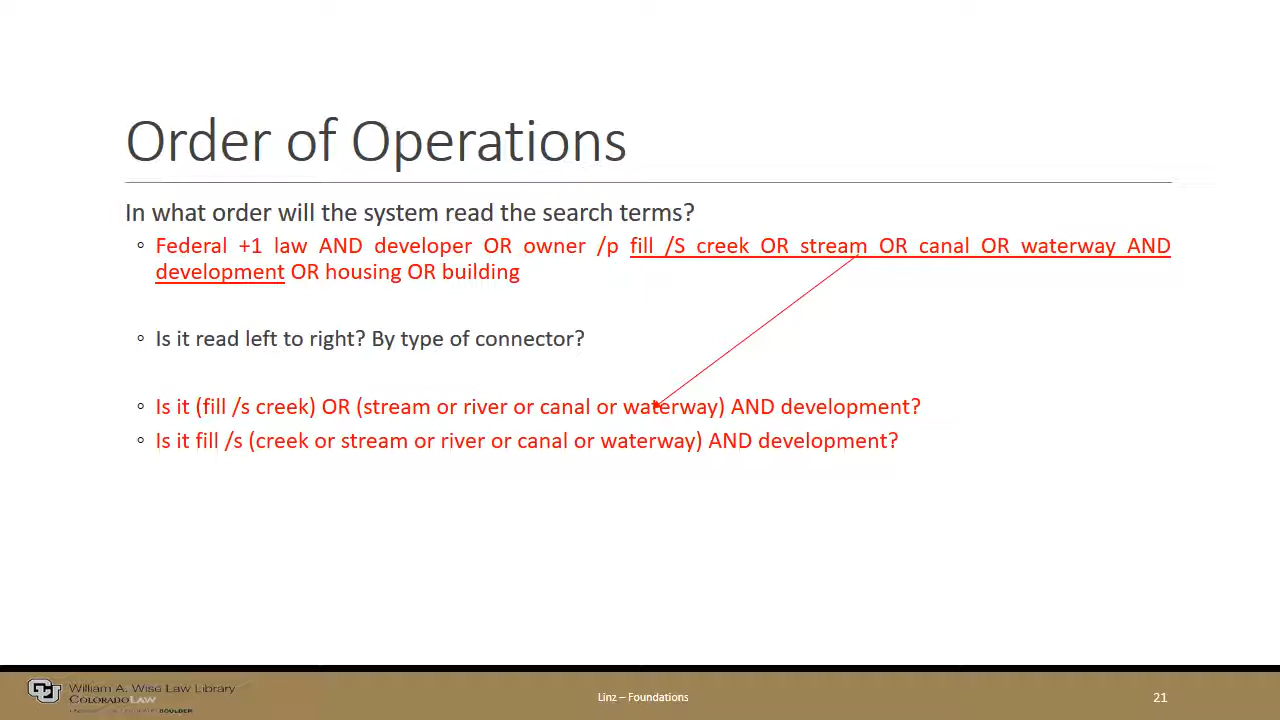 Order of Operations
In what order will the system read the search terms?
◦ Federal +1 law AND developer OR owner /p fill /S creek OR stream OR canal OR waterway AND
development OR housing OR building
◦ Is it read left to right? By type of connector?
◦ Is it (fill /s creek) OR (stream or river or canal or waterway) AND development?
◦ Is it fill /s (creek or stream or river or canal or waterway) AND development?
CU
William A. Wise Law Library
COLORADO LAW
BOULDER
Linz – Foundations
21